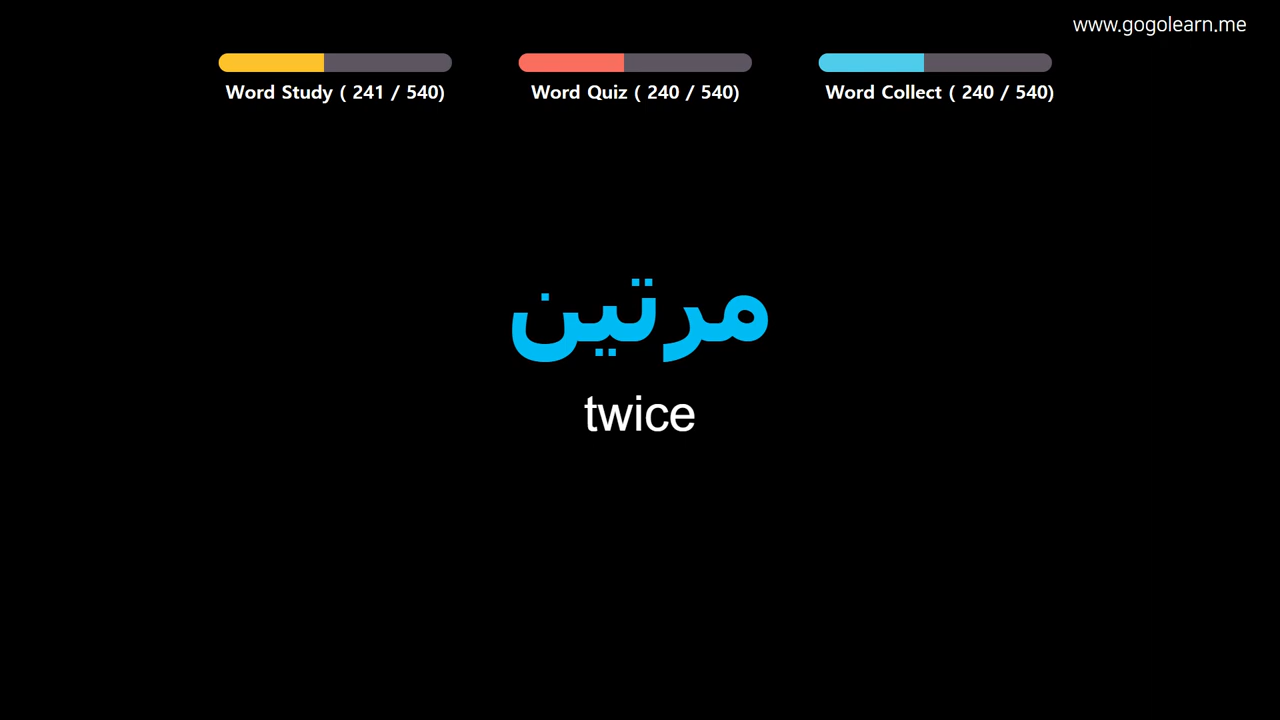 www.gogolearn.me
Word Study ( 241 / 540)
Word Quiz ( 240 / 540)
Word Collect ( 240 / 540)
مرتين
twice